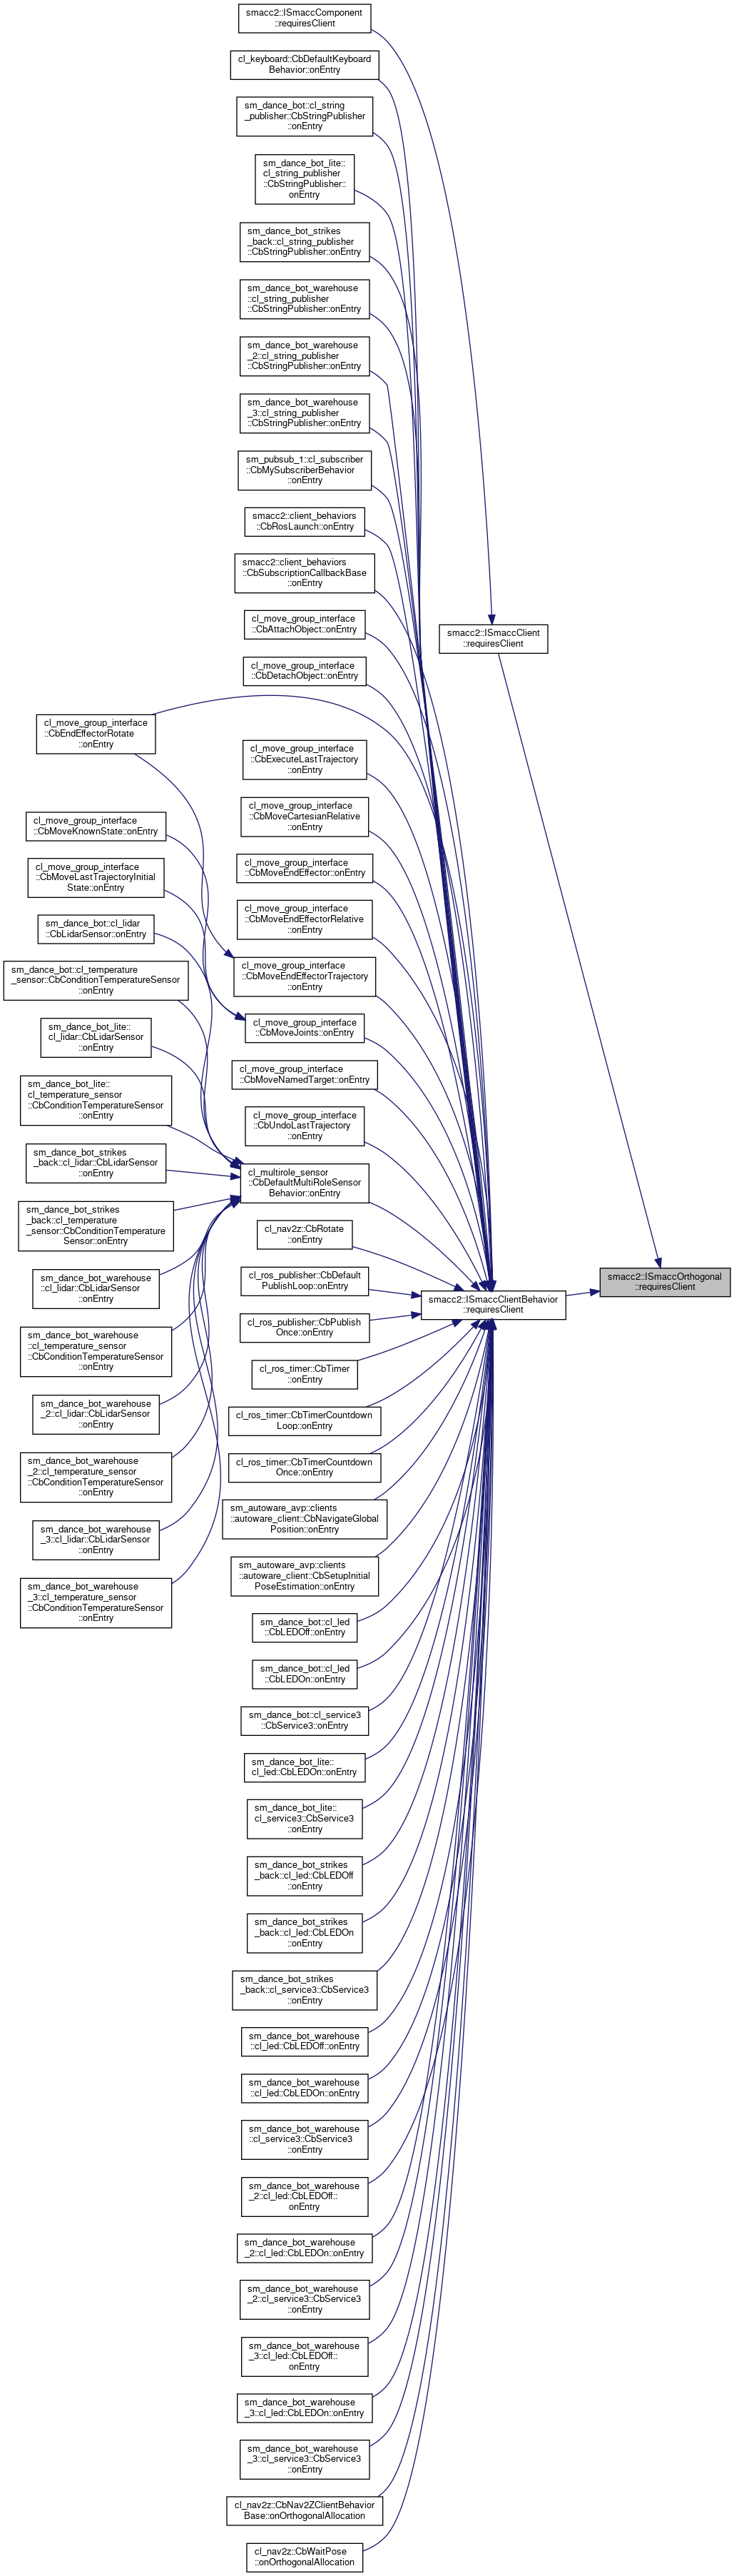 smacc2::ISmaccComponent
::requiresClient
cl_keyboard::CbDefaultKeyboard
Behavior::onEntry
sm_dance_bot::cl_string
_publisher::CbStringPublisher
::onEntry
sm_dance_bot_lite::
cl_string_publisher
::CbStringPublisher::
onEntry
sm_dance_bot_strikes
_back::cl_string_publisher
::CbStringPublisher::onEntry
sm_dance_bot_warehouse
::cl_string_publisher
::CbStringPublisher::onEntry
sm_dance_bot_warehouse
_2::cl_string_publisher
::CbStringPublisher::onEntry
sm_dance_bot_warehouse
_3::cl_string_publisher
::CbStringPublisher::onEntry
sm_pubsub_1::cl_subscriber
::CbMySubscriberBehavior
::onEntry
smacc2::client_behaviors
::CbRosLaunch::onEntry
smacc2::client_behaviors
::CbSubscriptionCallbackBase
::onEntry
cl_move_group_interface
::CbAttachObject::onEntry
smacc2::ISmaccClient
::requiresClient
cl_move_group_interface
::CbDetachObject::onEntry
cl_move_group_interface
::CbEndEffectorRotate
::onEntry
cl_move_group_interface
::CbExecuteLastTrajectory
::onEntry
cl_move_group_interface
::CbMoveCartesianRelative
::onEntry
cl_move_group_interface
::CbMoveKnownState::onEntry
cl_move_group_interface
::CbMoveEndEffector::onEntry
cl_move_group_interface
::CbMoveLastTrajectoryInitial
State::onEntry
cl_move_group_interface
::CbMoveEndEffectorRelative
::onEntry
sm_dance_bot::cl_lidar
::CbLidarSensor::onEntry
cl_move_group_interface
::CbMoveEndEffectorTrajectory
::onEntry
sm_dance_bot::cl_temperature
_sensor::CbConditionTemperatureSensor
::onEntry
cl_move_group_interface
::CbMoveJoints::onEntry
sm_dance_bot_lite::
cl_lidar::CbLidarSensor
::onEntry
cl_move_group_interface
::CbMoveNamedTarget::onEntry
sm_dance_bot_lite::
cl_temperature_sensor
::CbConditionTemperatureSensor
::onEntry
cl_move_group_interface
::CbUndoLastTrajectory
::onEntry
sm_dance_bot_strikes
_back::cl_lidar::CbLidarSensor
::onEntry
cl_multirole_sensor
::CbDefaultMultiRoleSensor
Behavior::onEntry
sm_dance_bot_strikes
_back::cl_temperature
_sensor::CbConditionTemperature
Sensor::onEntry
cl_nav2z::CbRotate
::onEntry
sm_dance_bot_warehouse
::cl_lidar::CbLidarSensor
::onEntry
cl_ros_publisher::CbDefault
PublishLoop::onEntry
smacc2::ISmaccOrthogonal
::requiresClient
smacc2::ISmaccClientBehavior
::requiresClient
cl_ros_publisher::CbPublish
Once::onEntry
sm_dance_bot_warehouse
::cl_temperature_sensor
::CbConditionTemperatureSensor
::onEntry
cl_ros_timer::CbTimer
::onEntry
sm_dance_bot_warehouse
_2::cl_lidar::CbLidarSensor
::onEntry
cl_ros_timer::CbTimerCountdown
Loop::onEntry
sm_dance_bot_warehouse
_2::cl_temperature_sensor
::CbConditionTemperatureSensor
::onEntry
cl_ros_timer::CbTimerCountdown
Once::onEntry
sm_autoware_avp::clients
::autoware_client::CbNavigateGlobal
Position::onEntry
sm_dance_bot_warehouse
_3::cl_lidar::CbLidarSensor
::onEntry
sm_autoware_avp::clients
::autoware_client::CbSetupInitial
PoseEstimation::onEntry
sm_dance_bot_warehouse
_3::cl_temperature_sensor
::CbConditionTemperatureSensor
::onEntry
sm_dance_bot::cl_led
::CbLEDOff::onEntry
sm_dance_bot::cl_led
::CbLEDOn::onEntry
sm_dance_bot::cl_service3
::CbService3::onEntry
sm_dance_bot_lite::
cl_led::CbLEDOn::onEntry
sm_dance_bot_lite::
cl_service3::CbService3
::onEntry
sm_dance_bot_strikes
_back::cl_led::CbLEDOff
::onEntry
sm_dance_bot_strikes
_back::cl_led::CbLEDOn
::onEntry
sm_dance_bot_strikes
_back::cl_service3::CbService3
::onEntry
sm_dance_bot_warehouse
::cl_led::CbLEDOff::onEntry
sm_dance_bot_warehouse
::cl_led::CbLEDOn::onEntry
sm_dance_bot_warehouse
::cl_service3::CbService3
::onEntry
sm_dance_bot_warehouse
_2::cl_led::CbLEDOff::
onEntry
sm_dance_bot_warehouse
_2::cl_led::CbLEDOn::onEntry
sm_dance_bot_warehouse
_2::cl_service3::CbService3
::onEntry
sm_dance_bot_warehouse
_3::cl_led::CbLEDOff::
onEntry
sm_dance_bot_warehouse
_3::cl_led::CbLEDOn::onEntry
sm_dance_bot_warehouse
_3::cl_service3::CbService3
::onEntry
cl_nav2z::CbNav2ZClientBehavior
Base::onOrthogonalAllocation
cl_nav2z::CbWaitPose
::onOrthogonalAllocation